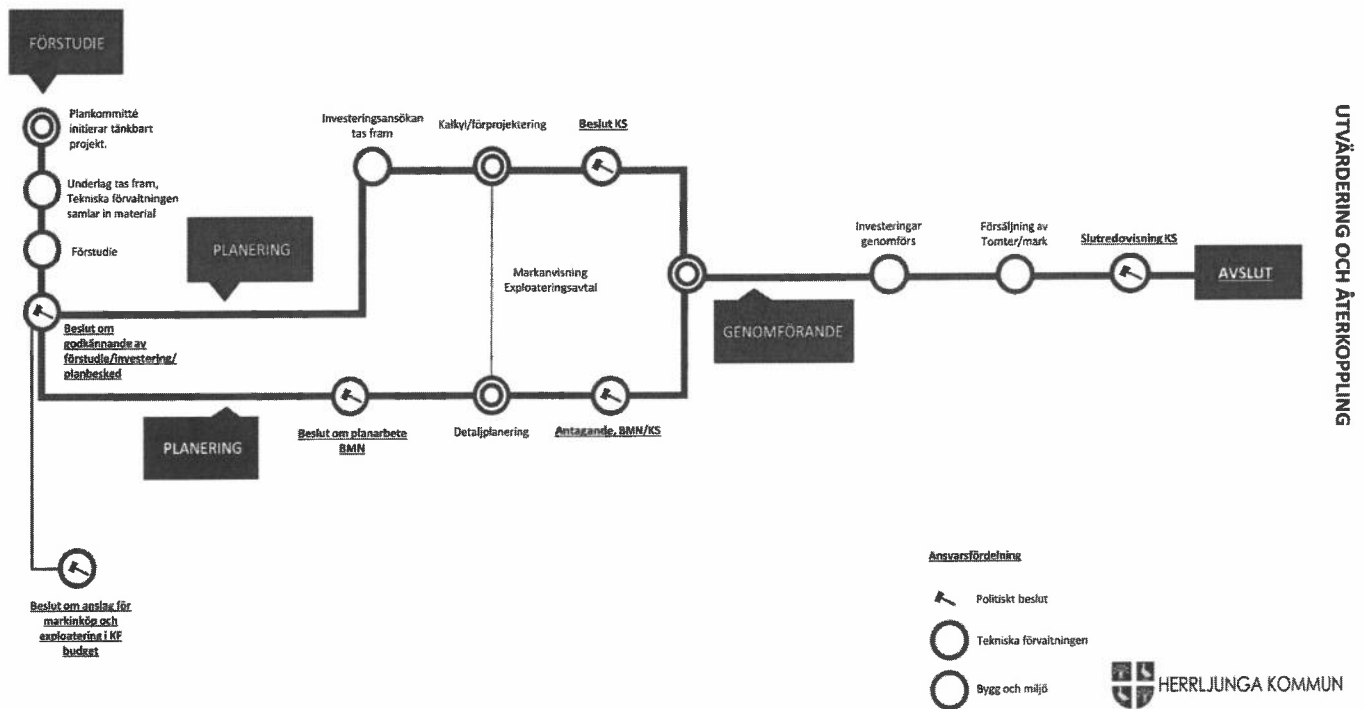 FÖRSTUDIE
Plankommitté
initierar tänkbart
projekt.
Underlag tas fram,
Tekniska förvaltningen
samlar in material
Förstudie
Beslut om
godkännande av
förstudie/investering/
planbesked
PLANERING
Investeringsansökan
tas fram
Kalkyl/förprojektering
Beslut KS
Markanvisning
Exploateringsavtal
PLANERING
Beslut om planarbete
BMN
Detaljplanering
Antagande, BMN/KS
GENOMFÖRANDE
Investeringar
genomförs
Försäljning av
Tomter/mark
Slutredovisning KS
AVSLUT
UTVÄRDERING OCH ÅTERKOPPLING
Beslut om anslag för
markinköp och
exploatering i KF
budget
Ansvarsfördelning
Politiskt beslut
Tekniska förvaltningen
Bygg och miljö
HERRLJUNGA KOMMUN